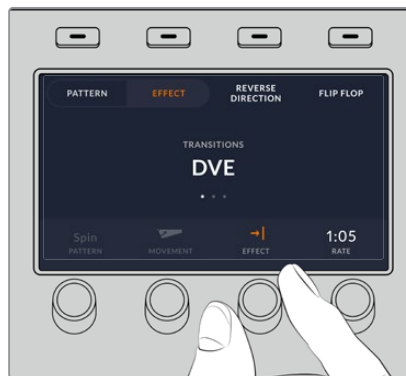 PATTERN
EFFECT
REVERSE
DIRECTION
FLIP FLOP
TRANSITIONS
DVE
Spin
PATTERN
MOVEMENT
EFFECT
1:05
RATE